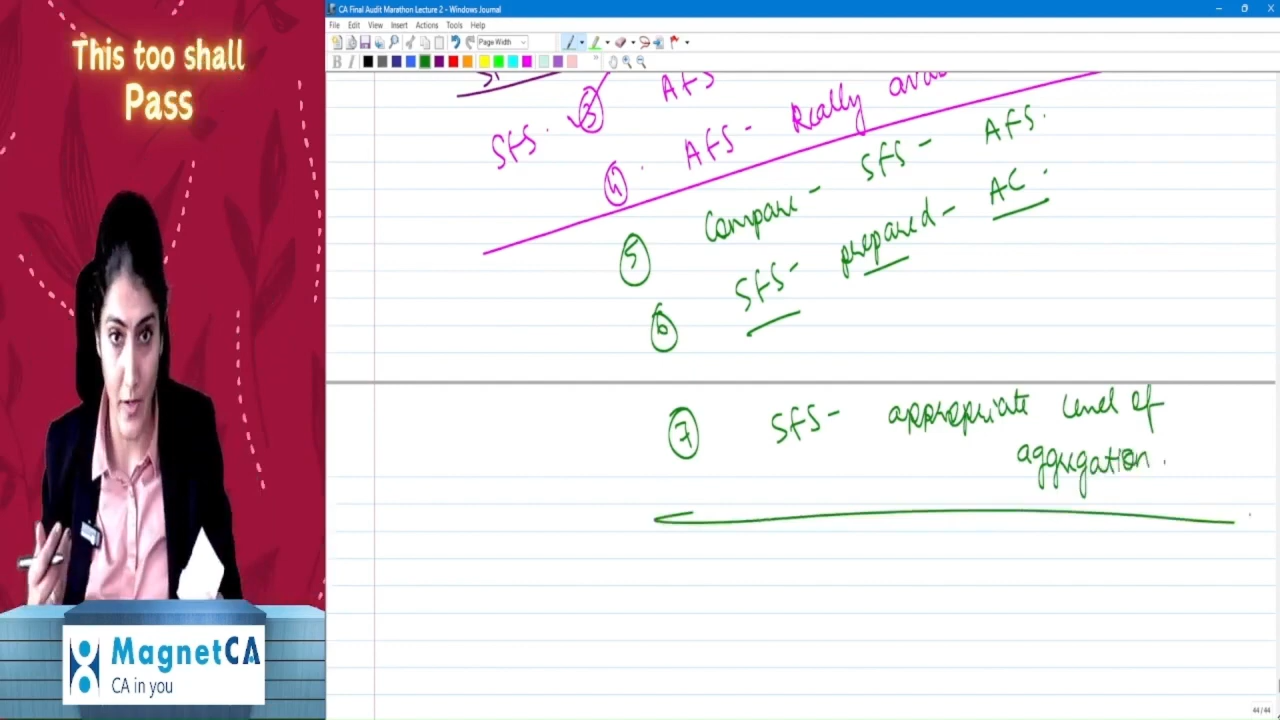 This too shall
Pass
CA Final Audit Marathon Lecture 2 - Windows Journal
File Edit View Insert Actions Tools Help
Page Width
B I
SFS. 3 AFS
4. AFS - Really
5 Compare - SFS - AFS.
6 SFS - prepared - AC.
7 SFS - appropriate level of
aggregation.
MagnetCA
CA in you
44/44